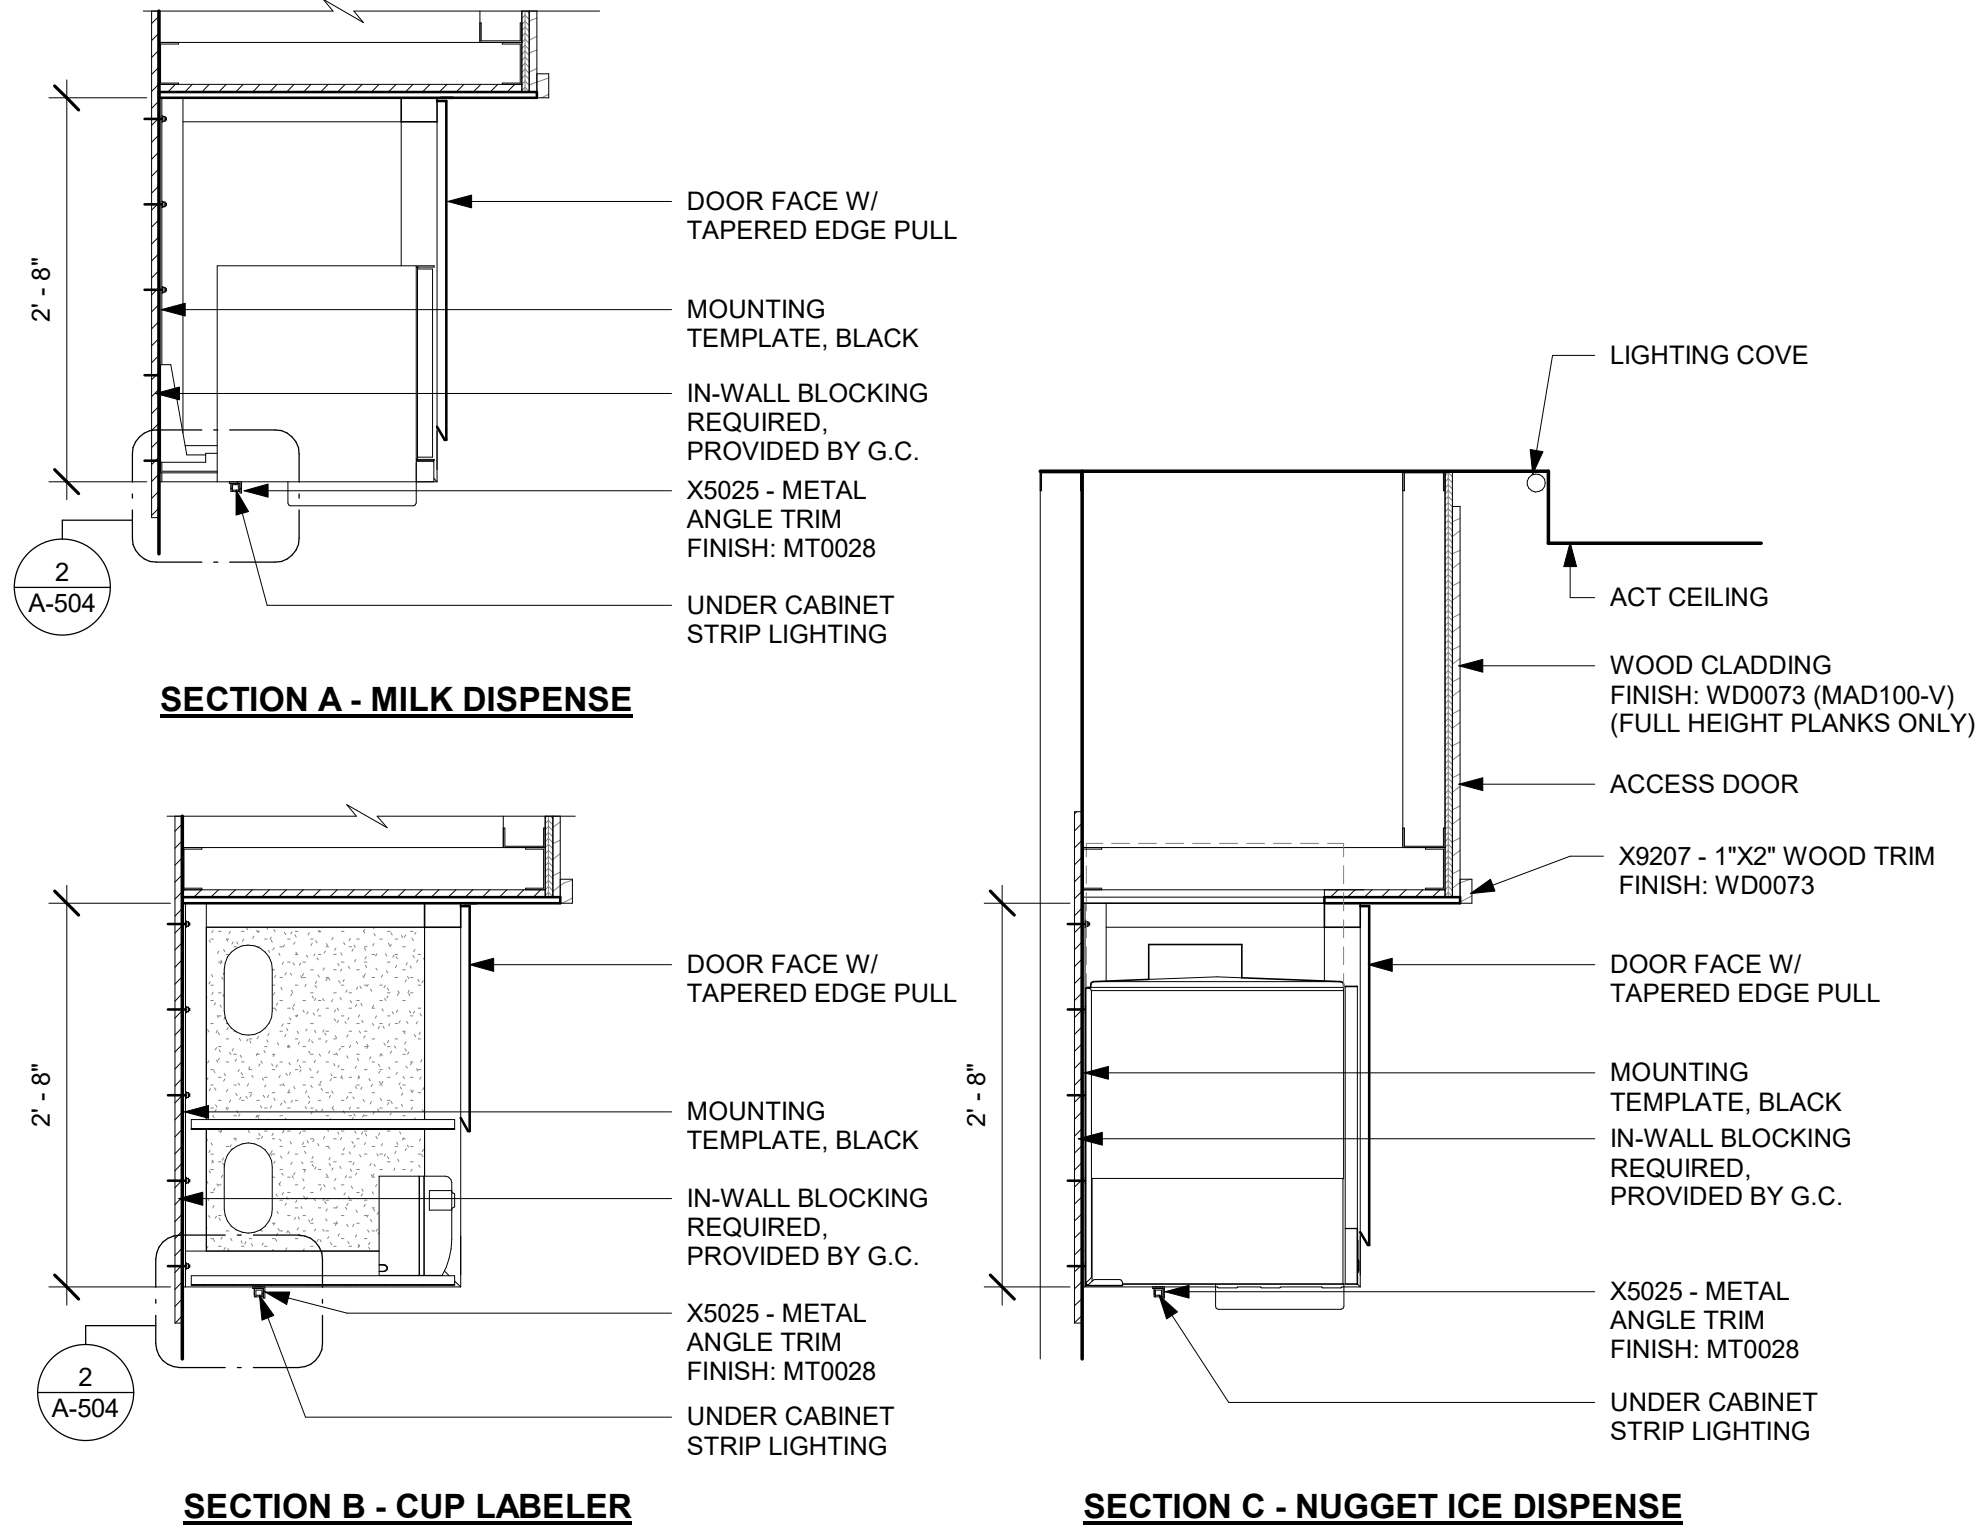 2' - 8"
DOOR FACE W/
TAPERED EDGE PULL
MOUNTING
TEMPLATE, BLACK
IN-WALL BLOCKING
REQUIRED,
PROVIDED BY G.C.
X5025 - METAL
ANGLE TRIM
FINISH: MT0028
UNDER CABINET
STRIP LIGHTING
2
A-504
SECTION A - MILK DISPENSE
2' - 8"
DOOR FACE W/
TAPERED EDGE PULL
MOUNTING
TEMPLATE, BLACK
IN-WALL BLOCKING
REQUIRED,
PROVIDED BY G.C.
X5025 - METAL
ANGLE TRIM
FINISH: MT0028
UNDER CABINET
STRIP LIGHTING
2
A-504
SECTION B - CUP LABELER
LIGHTING COVE
ACT CEILING
WOOD CLADDING
FINISH: WD0073 (MAD100-V)
(FULL HEIGHT PLANKS ONLY)
ACCESS DOOR
X9207 - 1"X2" WOOD TRIM
FINISH: WD0073
2' - 8"
DOOR FACE W/
TAPERED EDGE PULL
MOUNTING
TEMPLATE, BLACK
IN-WALL BLOCKING
REQUIRED,
PROVIDED BY G.C.
X5025 - METAL
ANGLE TRIM
FINISH: MT0028
UNDER CABINET
STRIP LIGHTING
SECTION C - NUGGET ICE DISPENSE